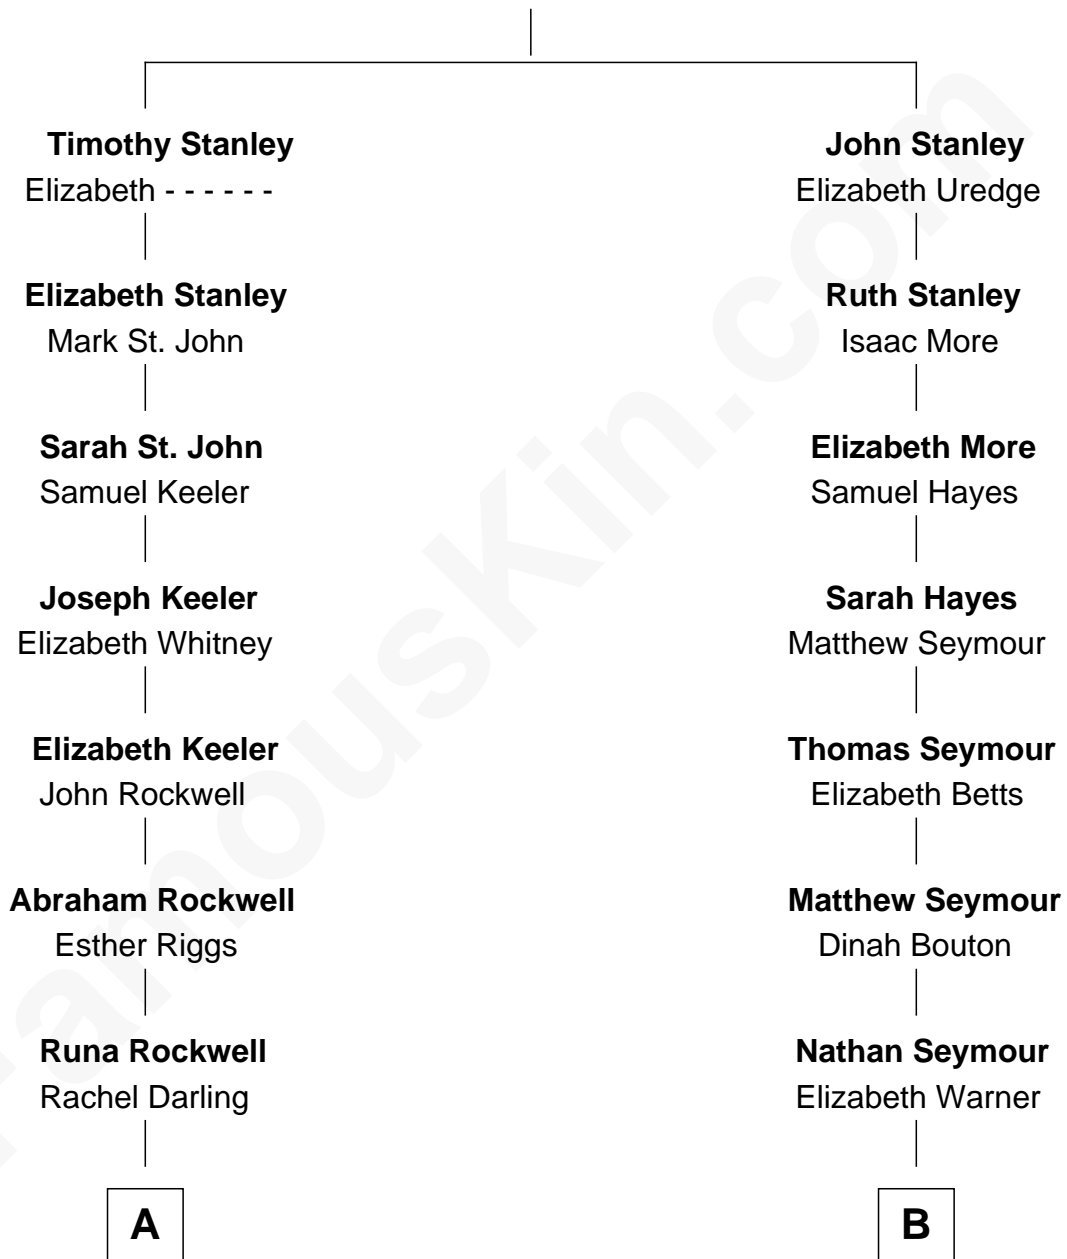 Timothy Stanley
Elizabeth - - - - - -
Elizabeth Stanley
Mark St. John
Sarah St. John
Samuel Keeler
Joseph Keeler
Elizabeth Whitney
Elizabeth Keeler
John Rockwell
Abraham Rockwell
Esther Riggs
Runa Rockwell
Rachel Darling
A
John Stanley
Elizabeth Uredge
Ruth Stanley
Isaac More
Elizabeth More
Samuel Hayes
Sarah Hayes
Matthew Seymour
Thomas Seymour
Elizabeth Betts
Matthew Seymour
Dinah Bouton
Nathan Seymour
Elizabeth Warner
B
FamousKin.com